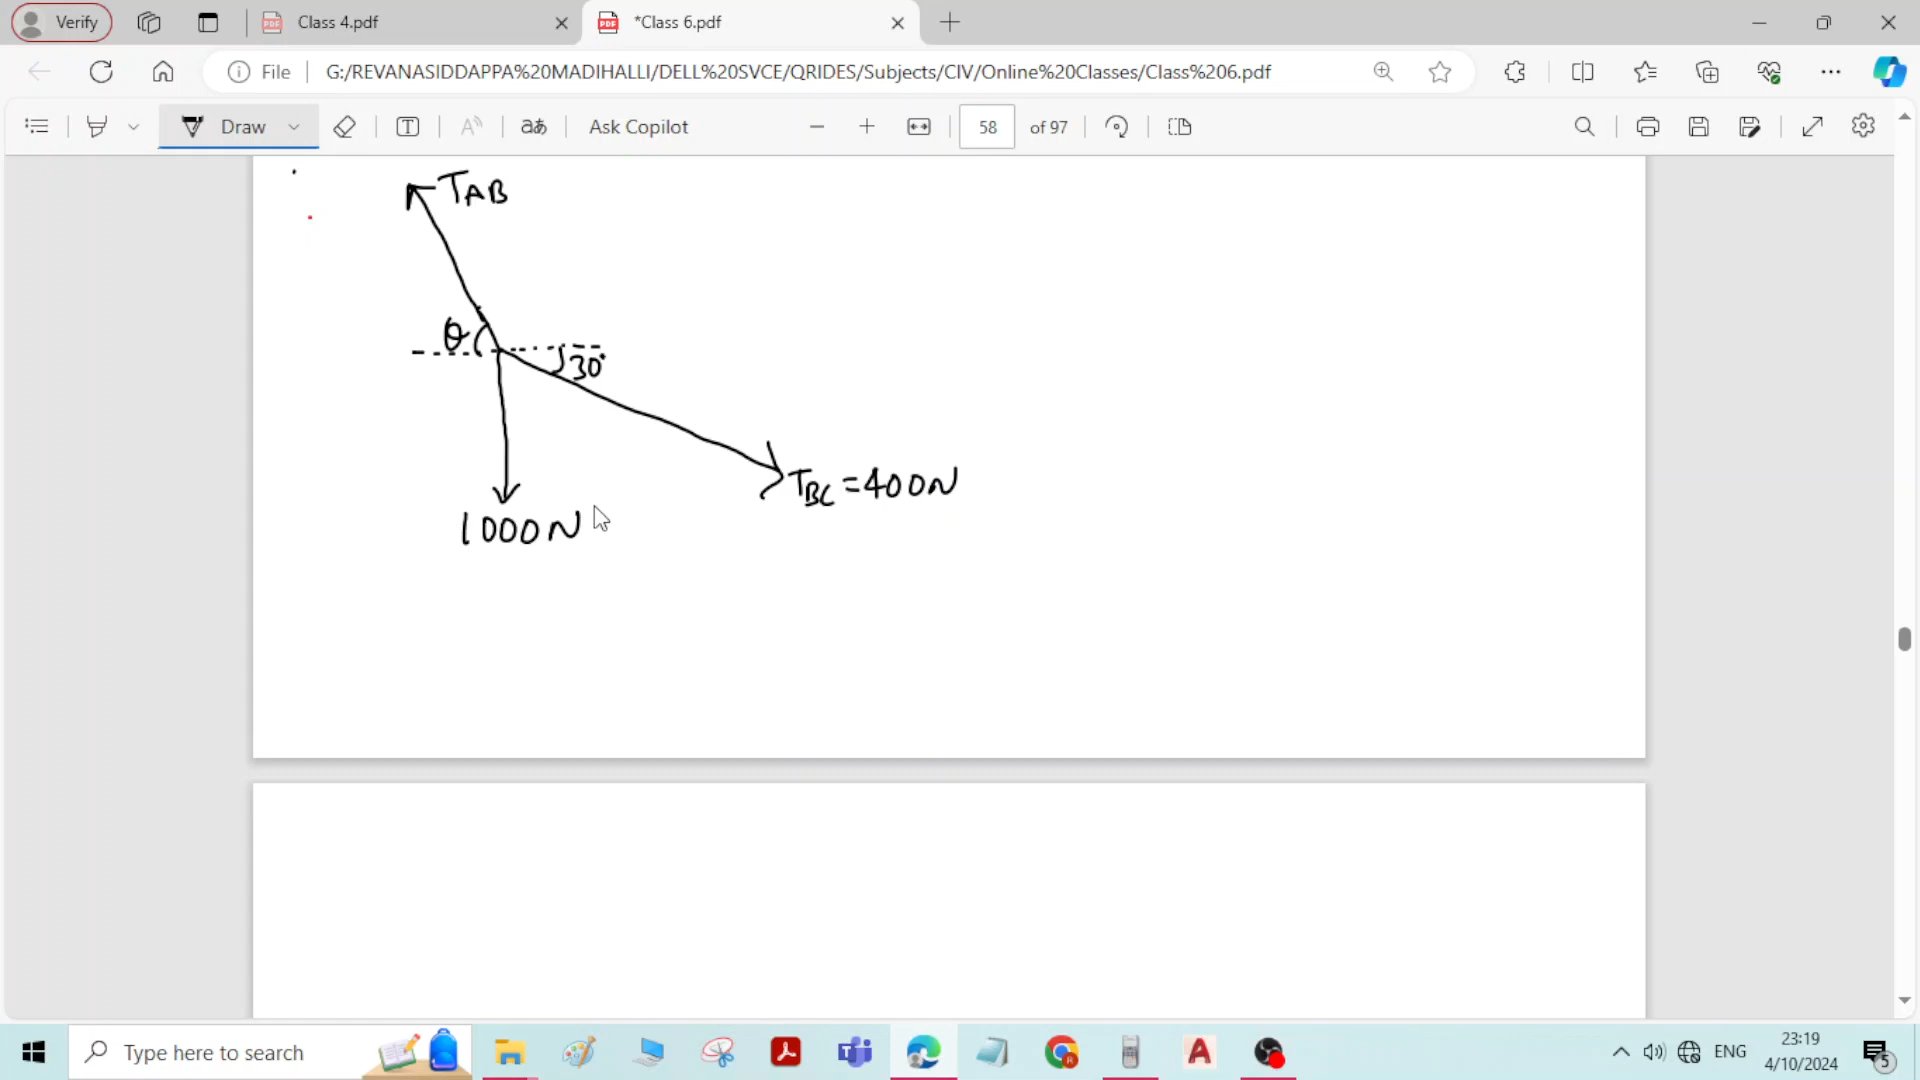 Verify
Class 4.pdf
*Class 6.pdf
File
G:/REVANASIDDAPPA%20MADIHALLI/DELL%20SVCE/QRIDES/Subjects/CIV/Online%20Classes/Class%206.pdf
Draw
Ask Copilot
58
of 97
TAB
θ
30°
TBC = 400N
1000N
Type here to search
ENG
23:19
4/10/2024
5